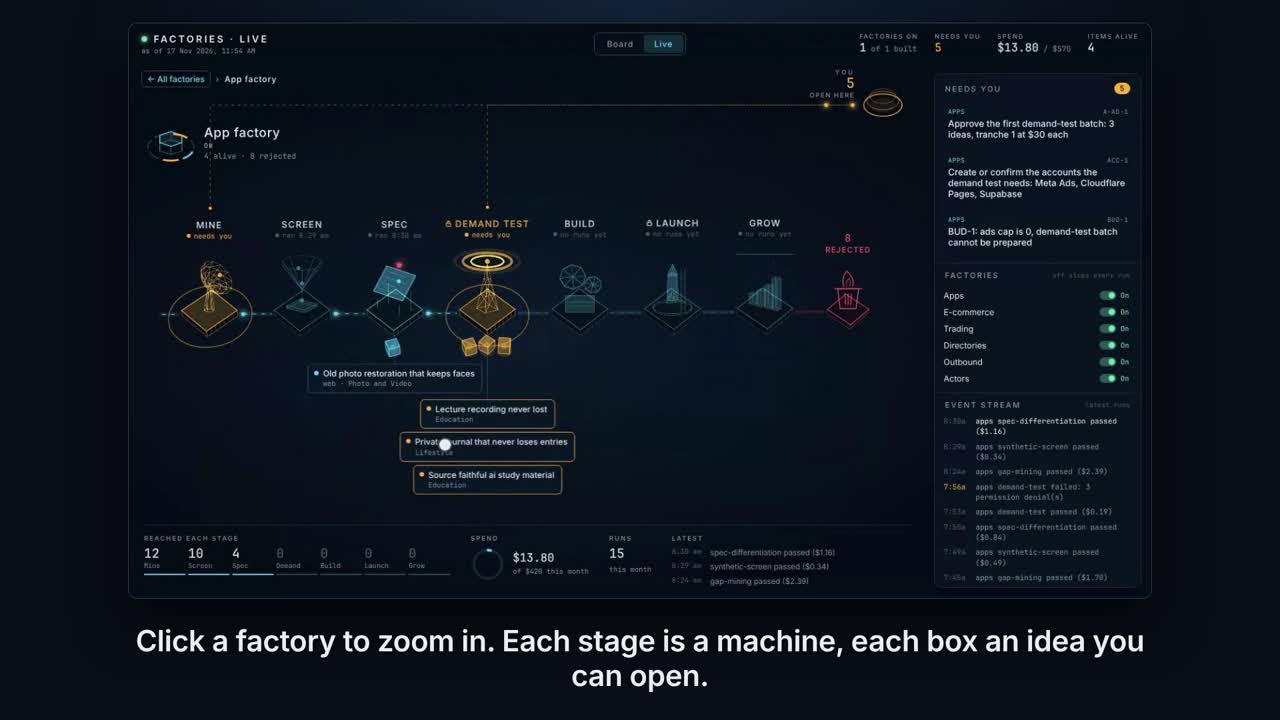 FACTORIES · LIVE
as of 17 Nov 2026, 11:54 AM
Board Live
FACTORIES ON
1 of 1 built
NEEDS YOU
5
SPEND
$13.80 / $570
ITEMS ALIVE
4
← All factories › App factory
YOU
5
OPEN HERE
App factory
ON
4 alive · 8 rejected
MINE
needs you
SCREEN
ran 8:29 am
SPEC
ran 8:30 am
DEMAND TEST
needs you
BUILD
no runs yet
LAUNCH
no runs yet
GROW
no runs yet
8
REJECTED
Old photo restoration that keeps faces
web · Photo and Video
Lecture recording never lost
Education
Private journal that never loses entries
Lifestyle
Source faithful ai study material
Education
REACHED EACH STAGE
12 10 4 0 0 0 0
Mine Screen Spec Demand Build Launch Grow
SPEND
$13.80
of $420 this month
RUNS
15
this month
LATEST
8:30 am spec-differentiation passed ($1.16)
8:29 am synthetic-screen passed ($0.34)
8:24 am gap-mining passed ($2.39)
NEEDS YOU 5
APPS A-AD-1
Approve the first demand-test batch: 3
ideas, tranche 1 at $30 each
APPS ACC-1
Create or confirm the accounts the
demand test needs: Meta Ads, Cloudflare
Pages, Supabase
APPS BUD-1
BUD-1: ads cap is 0, demand-test batch
cannot be prepared
FACTORIES off stops every run
Apps On
E-commerce On
Trading On
Directories On
Outbound On
Actors On
EVENT STREAM latest runs
8:30a apps spec-differentiation passed
($1.16)
8:29a apps synthetic-screen passed
($0.34)
8:24a apps gap-mining passed ($2.39)
7:56a apps demand-test failed: 3
permission denial(s)
7:53a apps demand-test passed ($0.19)
7:50a apps spec-differentiation passed
($0.84)
7:49a apps synthetic-screen passed
($0.49)
7:45a apps gap-mining passed ($1.70)
Click a factory to zoom in. Each stage is a machine, each box an idea you
can open.